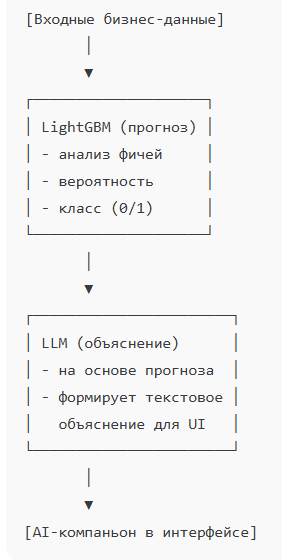 [Входные бизнес-данные]
LightGBM (прогноз)
- анализ фичей
- вероятность
- класс (0/1)
LLM (объяснение)
- на основе прогноза
- формирует текстовое
объяснение для UI
[AI-компаньон в интерфейсе]